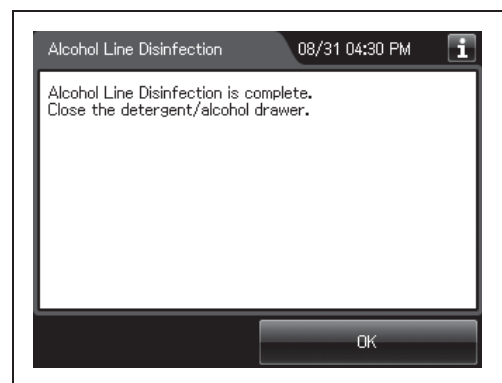 Alcohol Line Disinfection 08/31 04:30 PM i
Alcohol Line Disinfection is complete.
Close the detergent/alcohol drawer.
OK